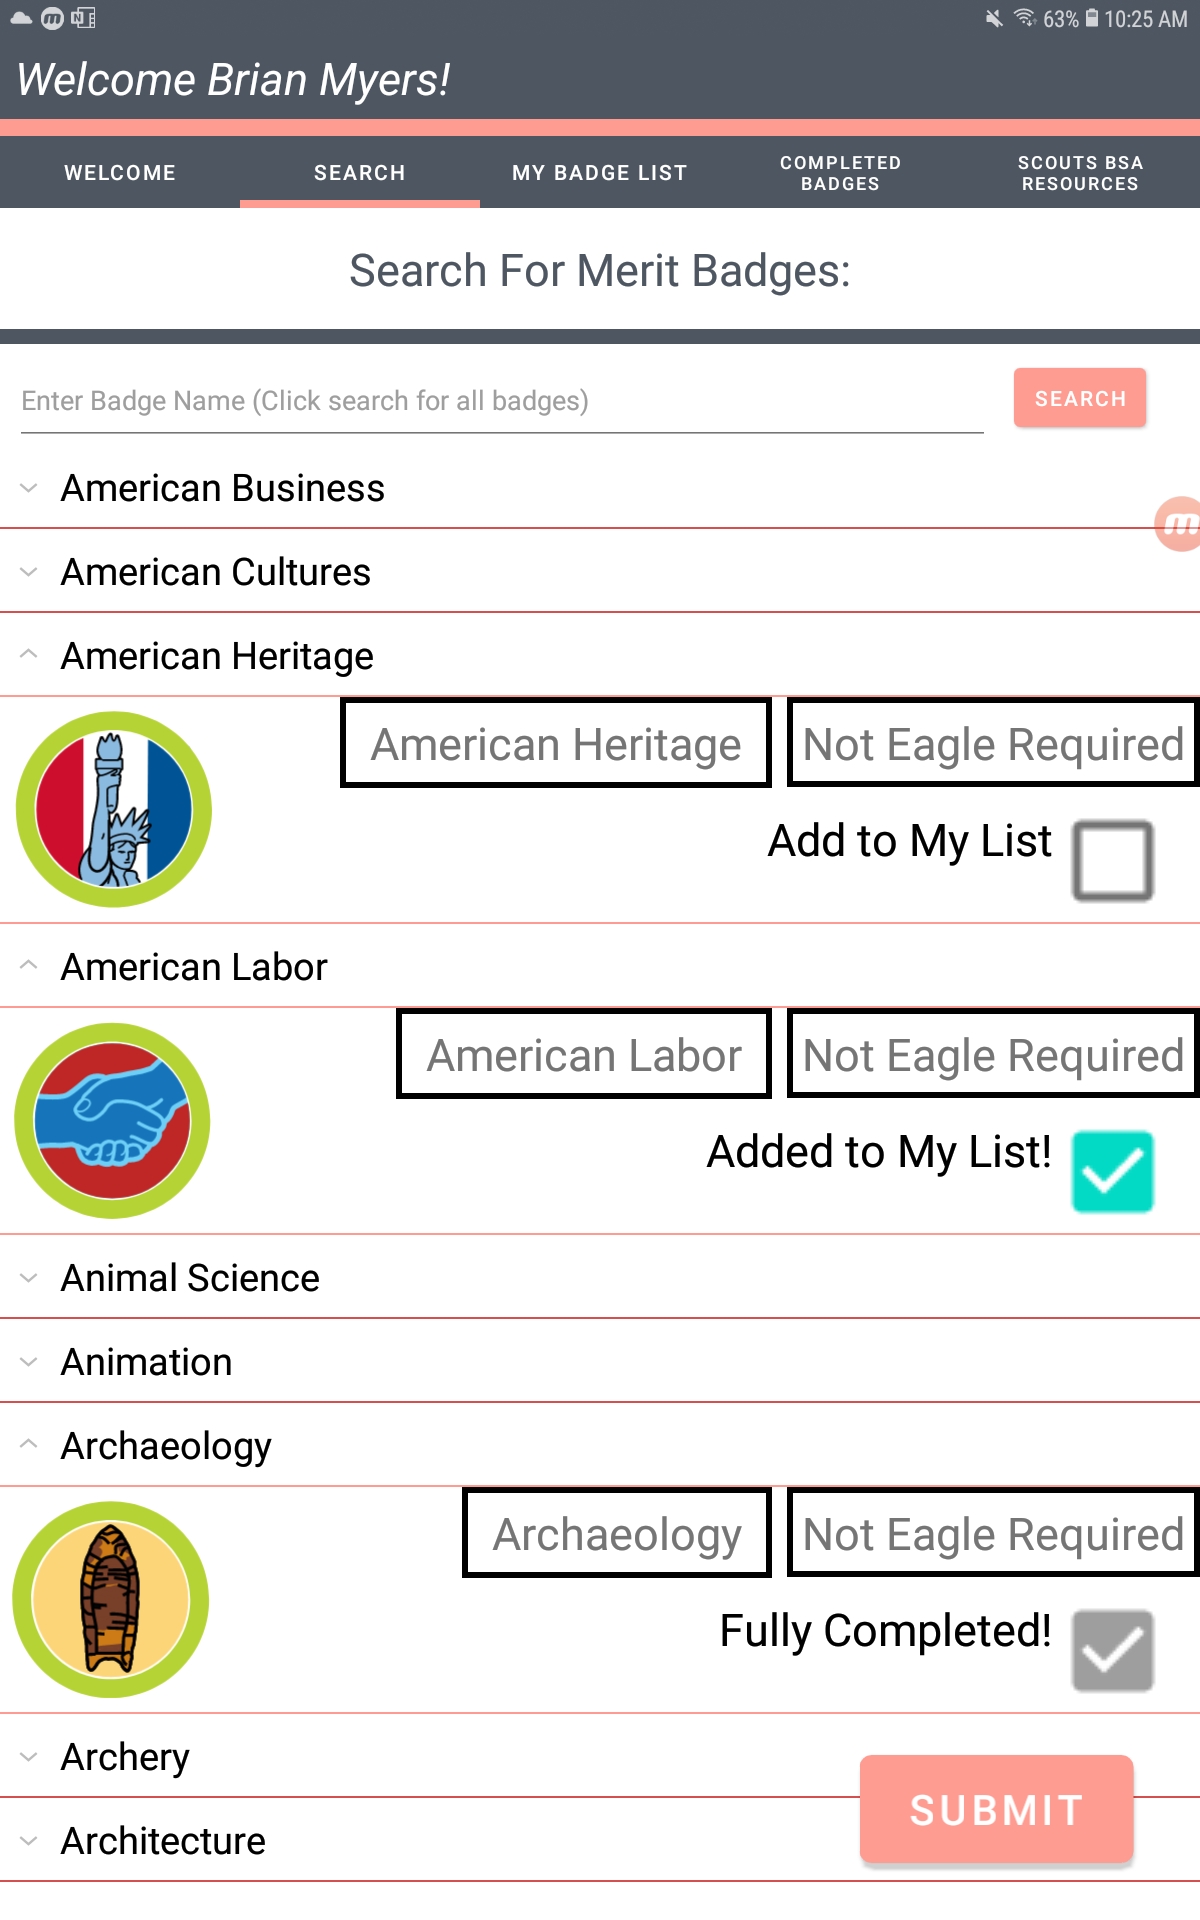 63% 10:25 AM
Welcome Brian Myers!
WELCOME
SEARCH
MY BADGE LIST
COMPLETED
BADGES
SCOUTS BSA
RESOURCES
Search For Merit Badges:
Enter Badge Name (Click search for all badges)
SEARCH
American Business
m
American Cultures
American Heritage
American Heritage
Not Eagle Required
Add to My List
American Labor
American Labor
Not Eagle Required
Added to My List!
Animal Science
Animation
Archaeology
Archaeology
Not Eagle Required
Fully Completed!
Archery
SUBMIT
Architecture